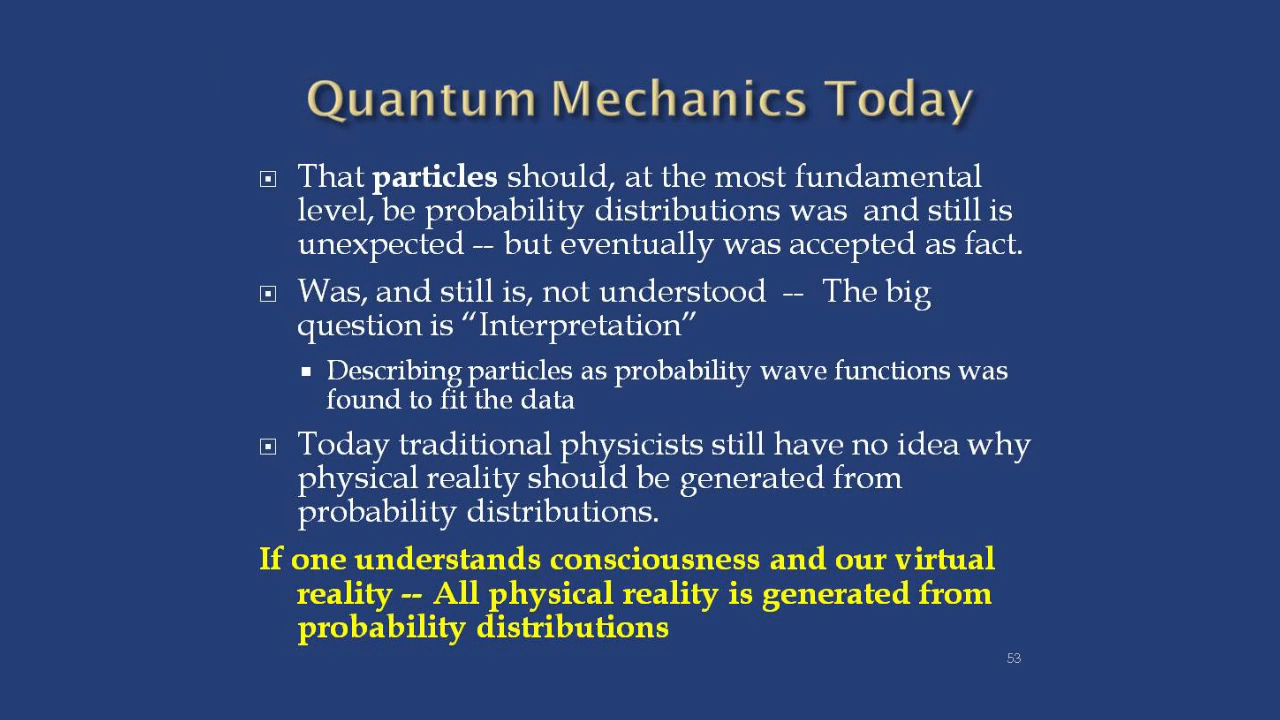 Quantum Mechanics Today
That particles should, at the most fundamental
level, be probability distributions was and still is
unexpected -- but eventually was accepted as fact.
Was, and still is, not understood -- The big
question is “Interpretation”
Describing particles as probability wave functions was
found to fit the data
Today traditional physicists still have no idea why
physical reality should be generated from
probability distributions.
If one understands consciousness and our virtual
reality -- All physical reality is generated from
probability distributions
53